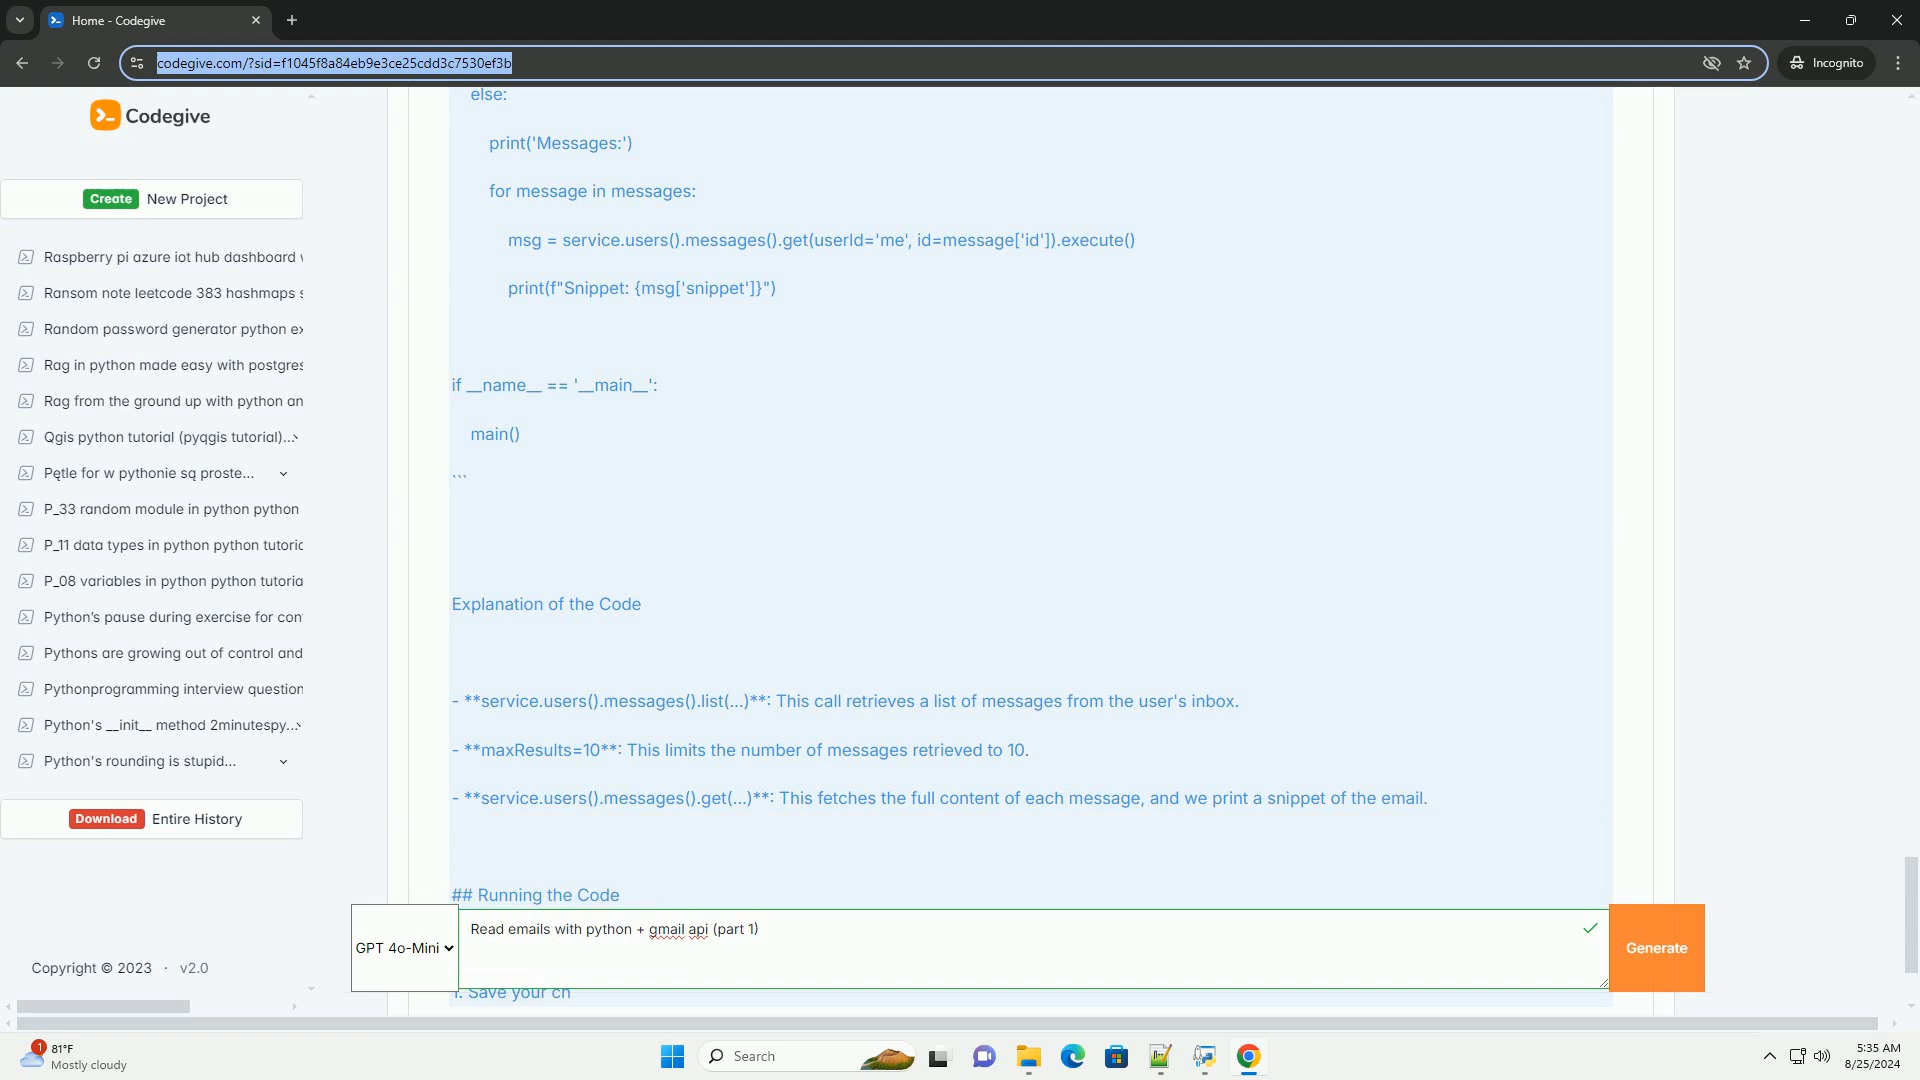 Home - Codegive
codegive.com/?sid=f1045f8a84eb9e3ce25cdd3c7530ef3b
Incognito
Codegive
Create New Project
Raspberry pi azure iot hub dashboard
Ransom note leetcode 383 hashmaps
Random password generator python
Rag in python made easy with
Rag from the ground up with python
Qgis python tutorial (pyqgis tutorial)...
Pętle for w pythonie są proste...
P_33 random module in python python
P_11 data types in python python
P_08 variables in python python
Python's pause during exercise for
Pythons are growing out of control and
Pythonprogramming interview question
Python's __init__ method 2minutespy...
Python's rounding is stupid...
Download Entire History
Copyright © 2023 · v2.0
else:
print('Messages:')
for message in messages:
msg = service.users().messages().get(userId='me', id=message['id']).execute()
print(f"Snippet: {msg['snippet']}")
if __name__ == '__main__':
main()
```
Explanation of the Code
- **service.users().messages().list(...)**: This call retrieves a list of messages from the user's inbox.
- **maxResults=10**: This limits the number of messages retrieved to 10.
- **service.users().messages().get(...)**: This fetches the full content of each message, and we print a snippet of the email.
## Running the Code
GPT 4o-Mini
Read emails with python + gmail api (part 1)
Generate
1. Save your
1
81°F
Mostly cloudy
Search
5:35 AM
8/25/2024